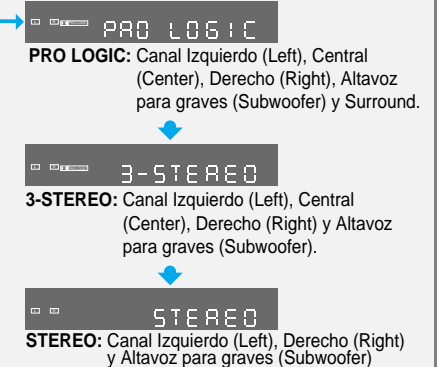 PRO LOGIC
PRO LOGIC: Canal Izquierdo (Left), Central
(Center), Derecho (Right), Altavoz
para graves (Subwoofer) y Surround.
3-STEREO
3-STEREO: Canal Izquierdo (Left), Central
(Center), Derecho (Right) y Altavoz
para graves (Subwoofer).
STEREO
STEREO: Canal Izquierdo (Left), Derecho (Right)
y Altavoz para graves (Subwoofer)